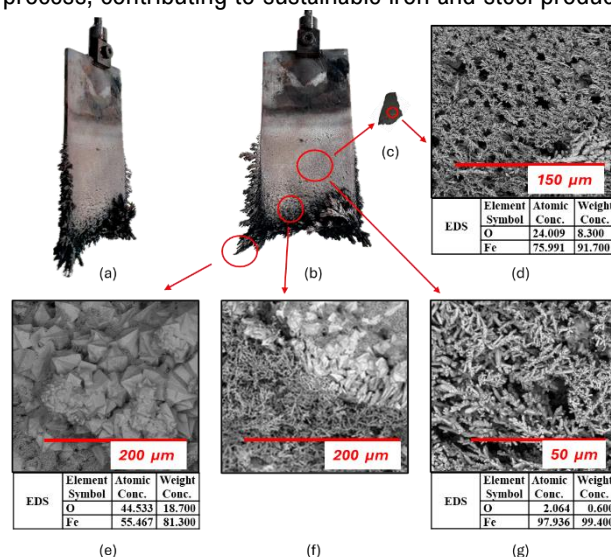 process, contributing to sustainable iron and steel produc
(c)
150 µm
EDS
Element Symbol Atomic Conc. Weight Conc.
O 24.009 8.300
Fe 75.991 91.700
(a)
(b)
(d)
200 µm
200 µm
50 µm
EDS
Element Symbol Atomic Conc. Weight Conc.
O 44.533 18.700
Fe 55.467 81.300
EDS
Element Symbol Atomic Conc. Weight Conc.
O 2.064 0.600
Fe 97.936 99.400
(e)
(f)
(g)